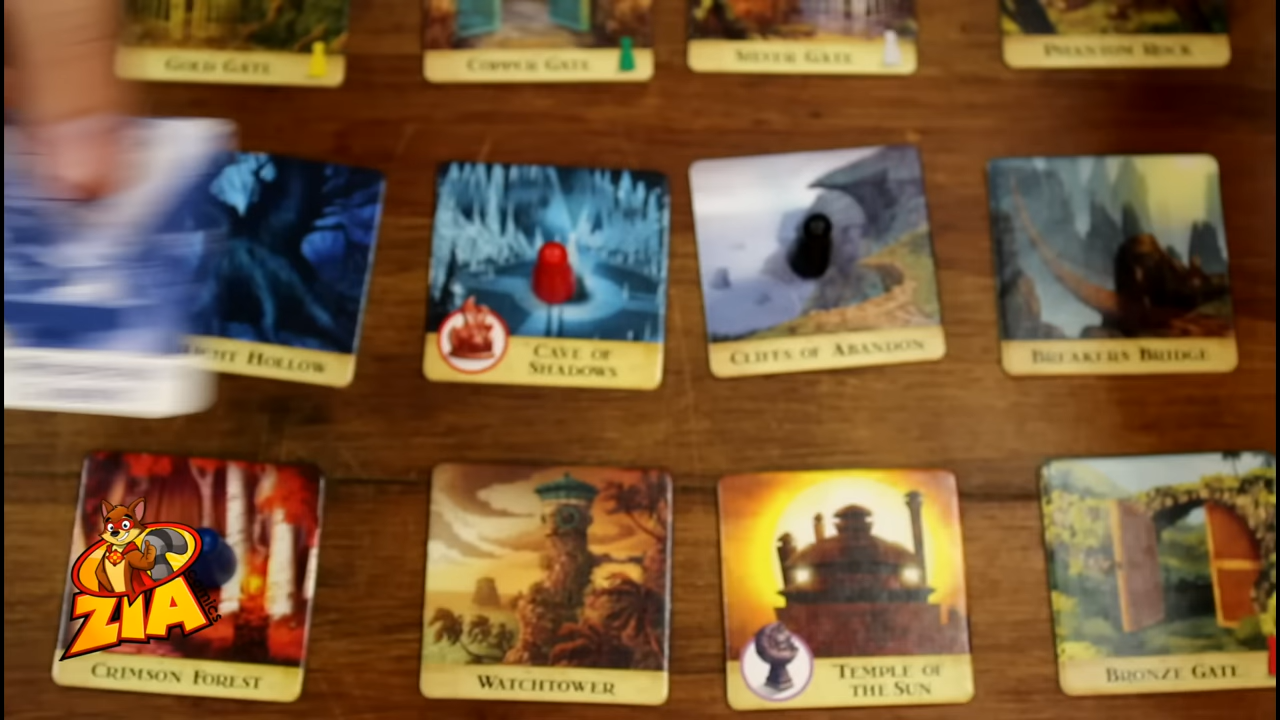 GOLD GATE
COPPER GATE
SILVER GATE
PHANTOM ROCK
HOLLOW
CAVE OF
SHADOWS
CLIFFS OF ABANDON
BREAKERS BRIDGE
CRIMSON FOREST
WATCHTOWER
TEMPLE OF
THE SUN
BRONZE GATE
ZIA
comics